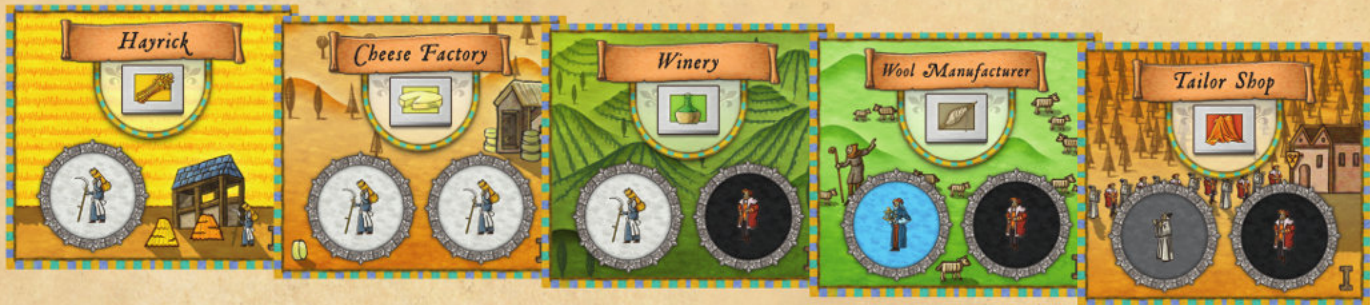 Hayrick
Cheese Factory
Winery
Wool Manufacturer
Tailor Shop
I